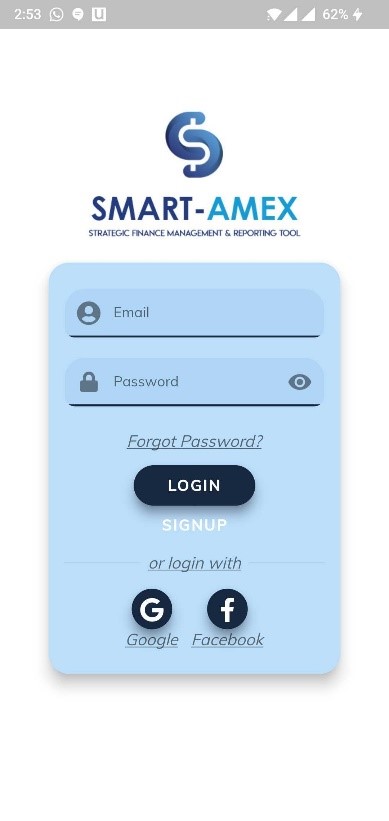 2:53 62%
SMART-AMEX
STRATEGIC FINANCE MANAGEMENT & REPORTING TOOL
Email
Password
Forgot Password?
LOGIN
SIGNUP
or login with
Google Facebook